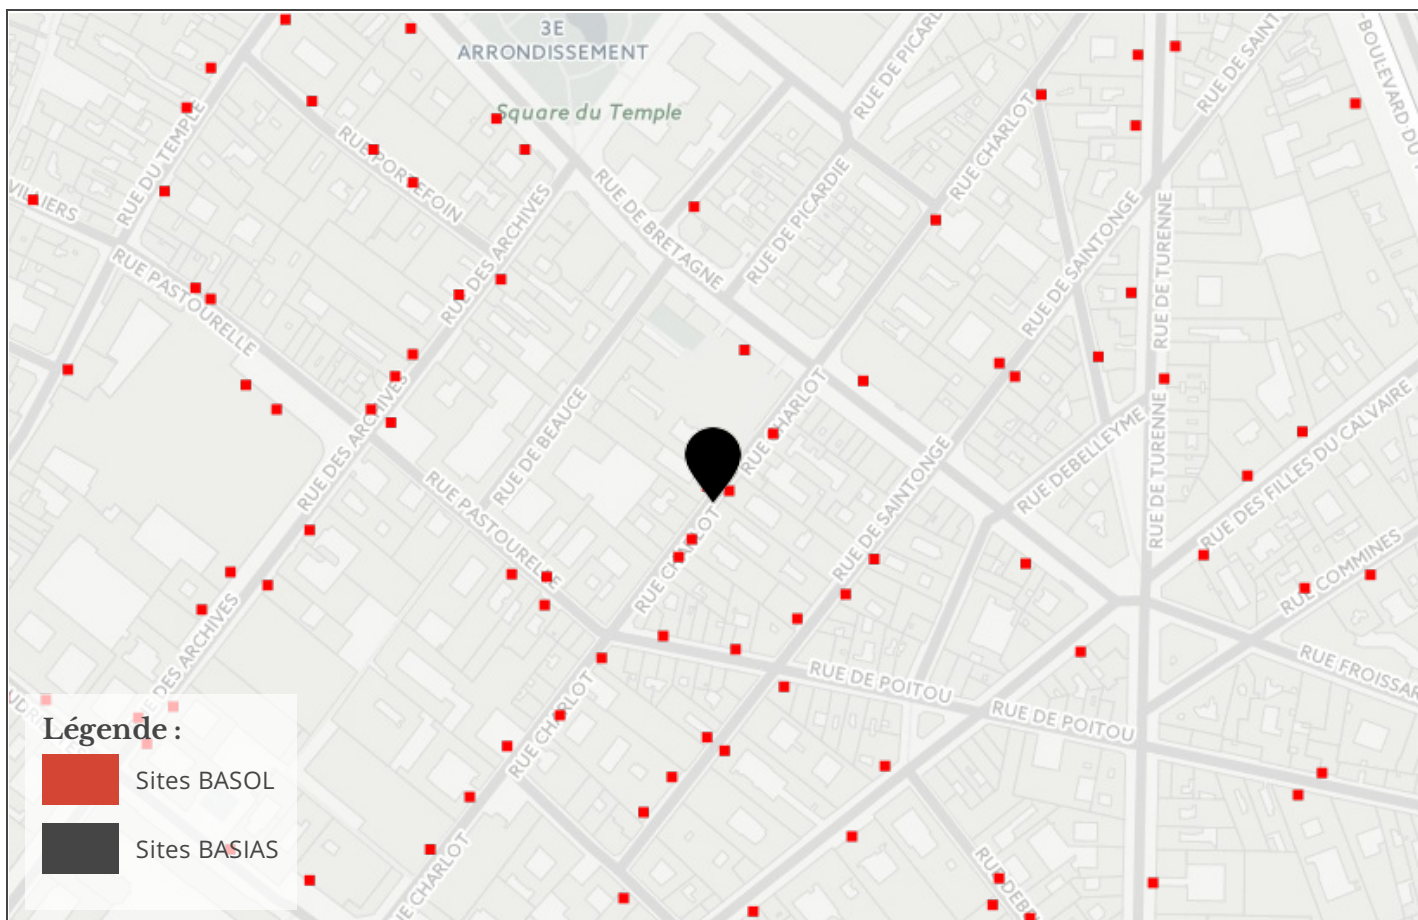 3E
ARRONDISSEMENT
Square du Temple
RUE DE PICARD
RUE DE SAINT
BOULEVARD DU
RUE DU TEMPLE
RUE PORTEFOIN
RUE CHARLOT
VILLIERS
RUE DES ARCHIVES
RUE DE BRETAGNE
RUE DE PICARDIE
RUE DE SAINTONGE
RUE DE TURENNE
RUE PASTOURELLE
RUE DE BEAUCE
RUE CHARLOT
RUE DES ARCHIVES
RUE DEBELLEYME
RUE DE TURENNE
RUE DES FILLES DU CALVAIRE
RUE PASTOURELLE
RUE CHARLOT
RUE DE SAINTONGE
RUE COMMINES
RUE DES ARCHIVES
RUE DE POITOU
RUE FROISSAR
RUE DE POITOU
RUE CHARLOT
UE CHARLOT
RUE DEBE
Légende :
Sites BASOL
Sites BASIAS